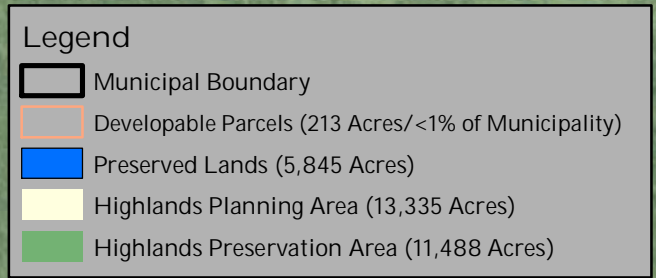 Legend
Municipal Boundary
Developable Parcels (213 Acres/<1% of Municipality)
Preserved Lands (5,845 Acres)
Highlands Planning Area (13,335 Acres)
Highlands Preservation Area (11,488 Acres)